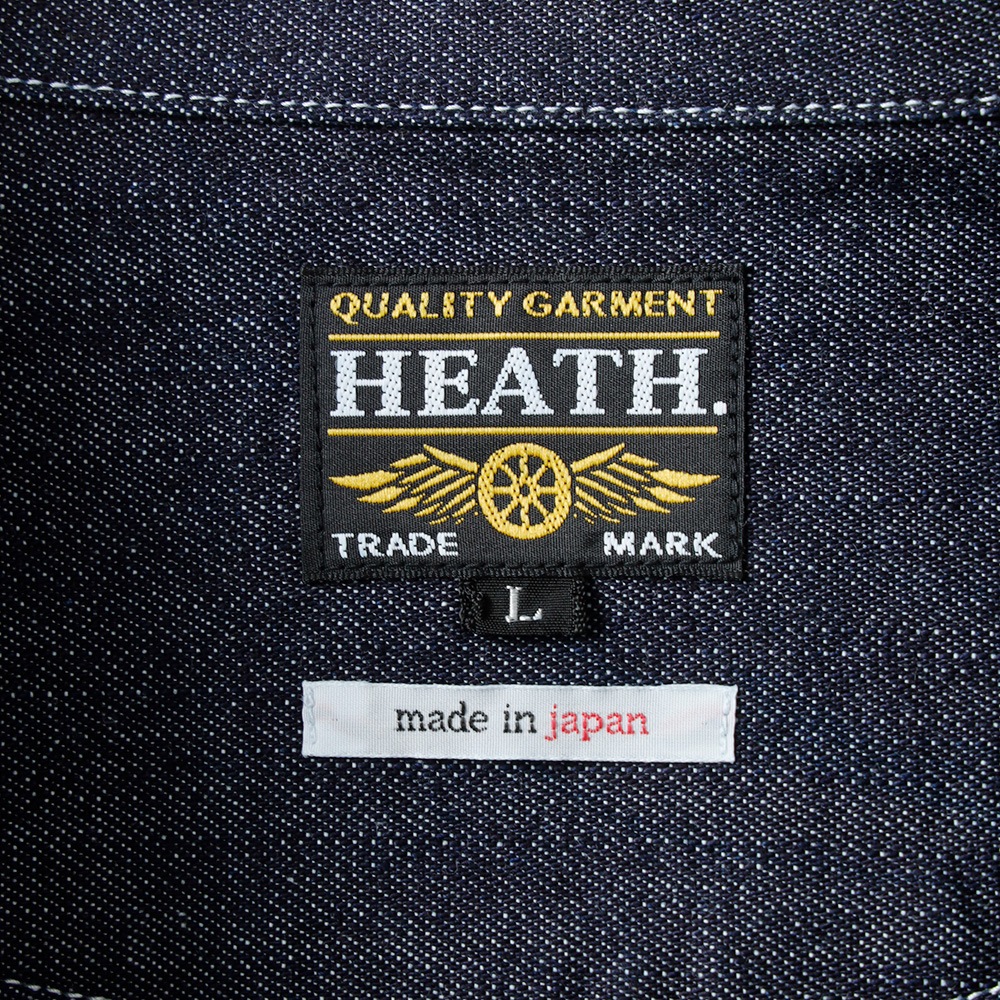 QUALITY GARMENT
HEATH.
TRADE MARK
L
made in japan